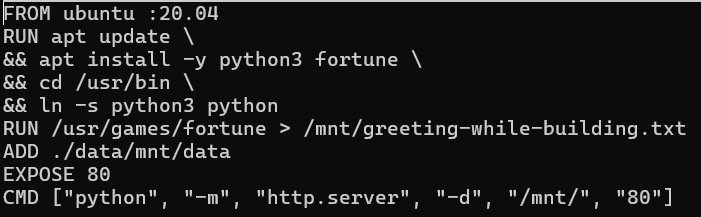 FROM ubuntu :20.04
RUN apt update \
&& apt install -y python3 fortune \
&& cd /usr/bin \
&& ln -s python3 python
RUN /usr/games/fortune > /mnt/greeting-while-building.txt
ADD ./data/mnt/data
EXPOSE 80
CMD ["python", "-m", "http.server", "-d", "/mnt/", "80"]